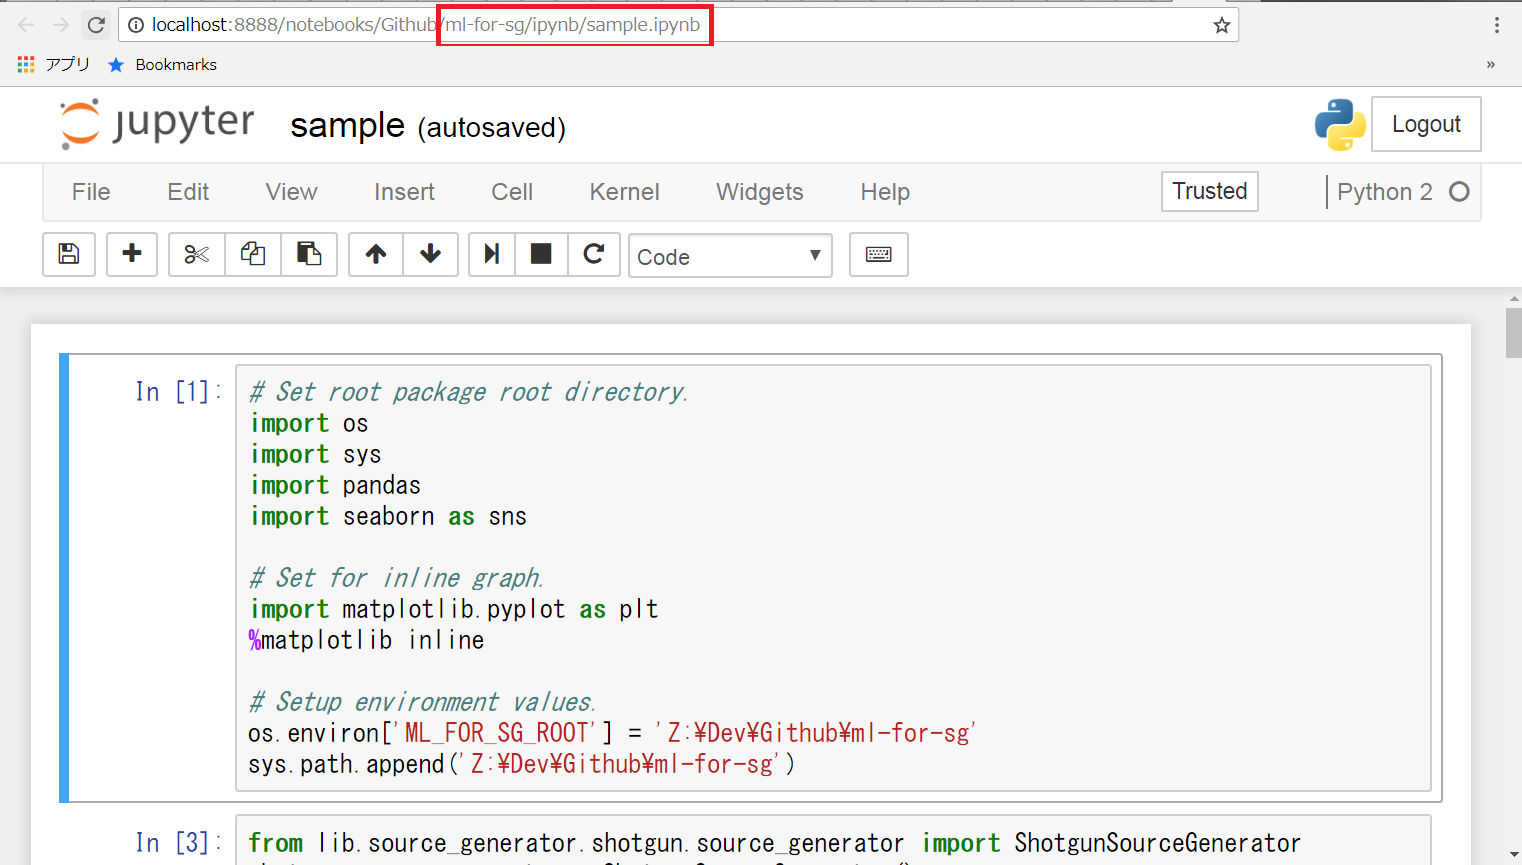 localhost:8888/notebooks/Github/ml-for-sg/ipynb/sample.ipynb
アプリ Bookmarks »
jupyter sample (autosaved) Logout
File Edit View Insert Cell Kernel Widgets Help Trusted Python 2
Code
In [1]:
# Set root package root directory.
import os
import sys
import pandas
import seaborn as sns
# Set for inline graph.
import matplotlib.pyplot as plt
%matplotlib inline
# Setup environment values.
os.environ['ML_FOR_SG_ROOT'] = 'Z:¥Dev¥Github¥ml-for-sg'
sys.path.append('Z:¥Dev¥Github¥ml-for-sg')
In [3]:
from lib.source_generator.shotgun.source_generator import ShotgunSourceGenerator